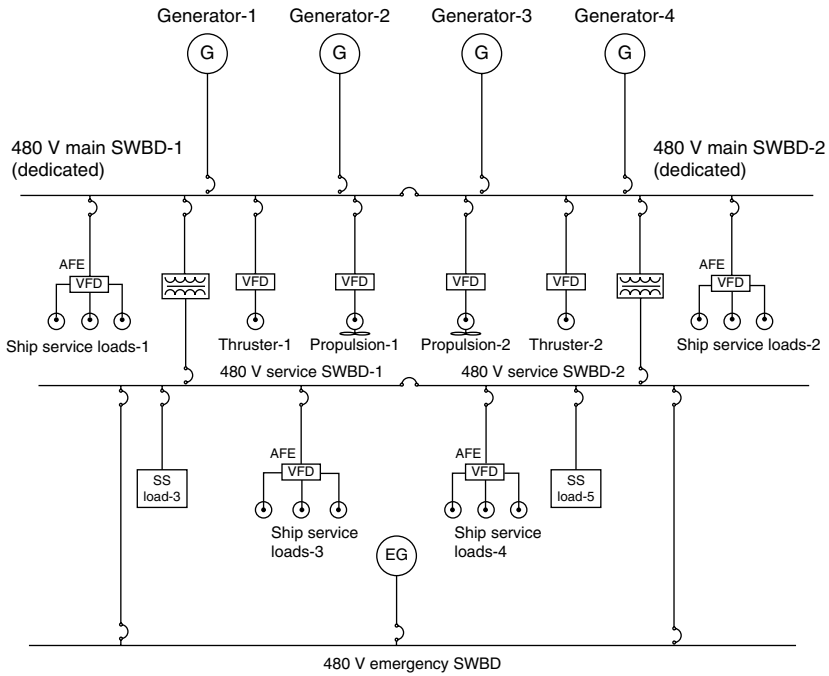 Generator-1 Generator-2 Generator-3 Generator-4
G G G G
480 V main SWBD-1 480 V main SWBD-2
(dedicated) (dedicated)
AFE AFE
VFD VFD VFD VFD VFD VFD
Ship service loads-1 Thruster-1 Propulsion-1 Propulsion-2 Thruster-2 Ship service loads-2
480 V service SWBD-1 480 V service SWBD-2
AFE AFE
VFD VFD
SS SS
load-3 load-5
Ship service Ship service
loads-3 loads-4
EG
480 V emergency SWBD